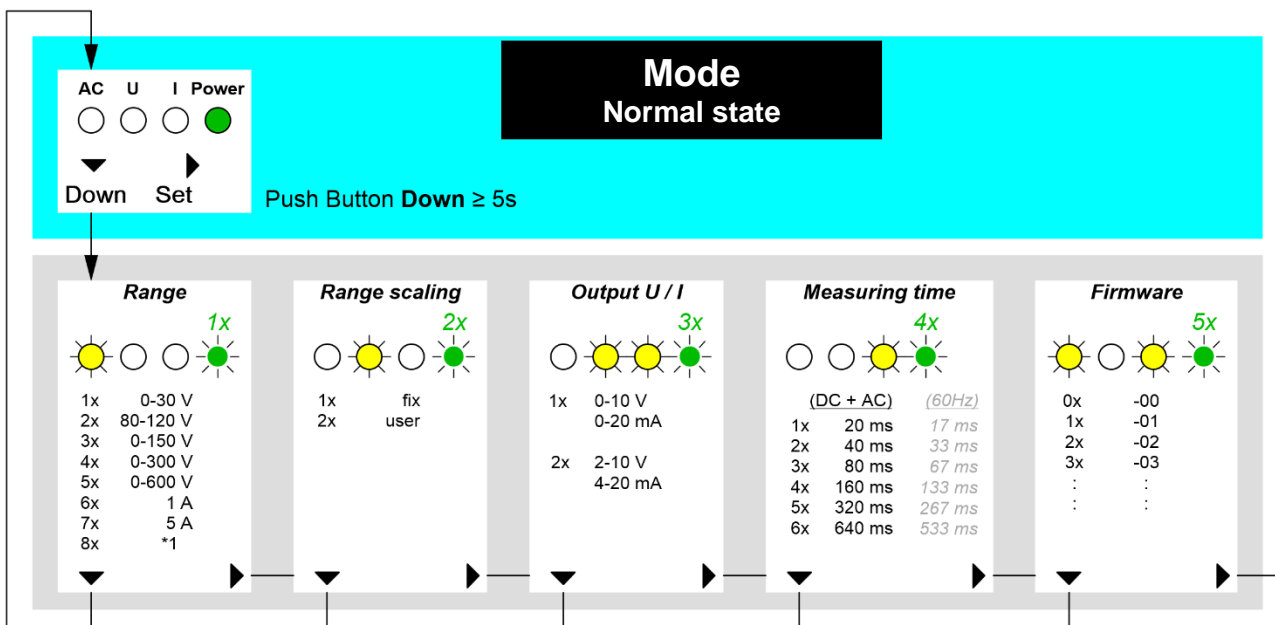 Mode
Normal state
AC U I Power
Down Set
Push Button Down ≥ 5s
Range
1x
1x 0-30 V
2x 80-120 V
3x 0-150 V
4x 0-300 V
5x 0-600 V
6x 1 A
7x 5 A
8x *1
Range scaling
2x
1x fix
2x user
Output U / I
3x
1x 0-10 V
0-20 mA
2x 2-10 V
4-20 mA
Measuring time
4x
(DC + AC) (60Hz)
1x 20 ms 17 ms
2x 40 ms 33 ms
3x 80 ms 67 ms
4x 160 ms 133 ms
5x 320 ms 267 ms
6x 640 ms 533 ms
Firmware
5x
0x -00
1x -01
2x -02
3x -03
: :
: :